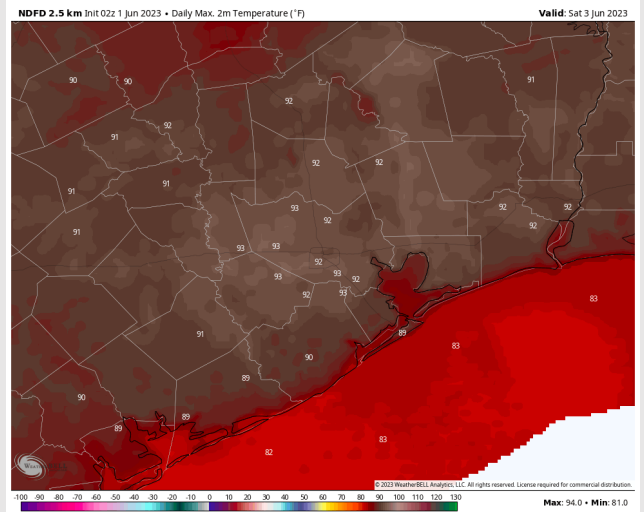 NDFD 2.5 km Init 02z 1 Jun 2023 • Daily Max. 2m Temperature (°F) Valid: Sat 3 Jun 2023
90 90 91
92
92
91
92 92
91 91
93 92 92
92 92
91
93 93
92
93 93 92
92 93 83
91 89
83
90
89
90
89
89
83
82
© 2023 WeatherBELL Analytics, LLC. All rights reserved. License required for commercial distribution.
-100 -90 -80 -70 -60 -50 -40 -30 -20 -10 0 10 20 30 40 50 60 70 80 90 100 110 120 130
Max: 94.0 • Min: 81.0